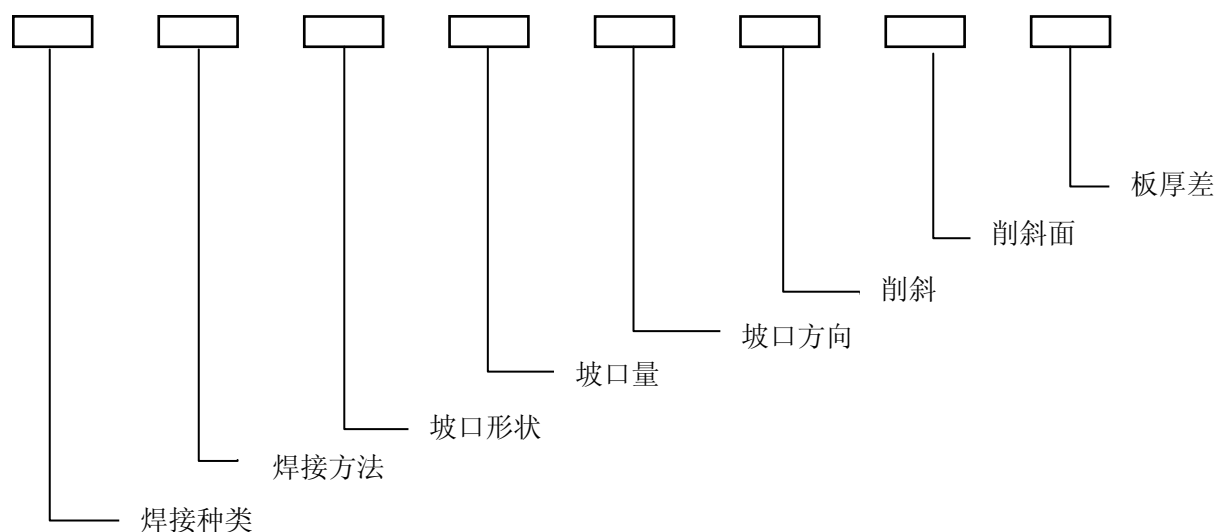 板厚差
削斜面
削斜
坡口方向
坡口量
坡口形状
焊接方法
焊接种类